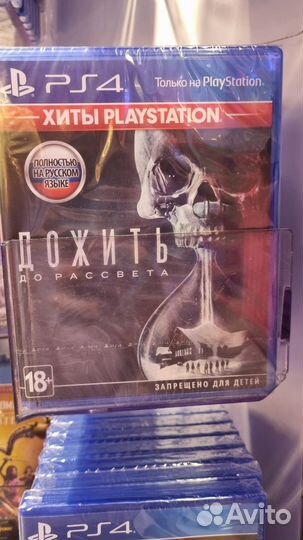 PS4
Только на PlayStation
ХИТЫ PLAYSTATION
ПОЛНОСТЬЮ
НА РУССКОМ
ЯЗЫКЕ
ДОЖИТЬ
ДО РАССВЕТА
18+
ЗАПРЕЩЕНО ДЛЯ ДЕТЕЙ
PS4
Avito